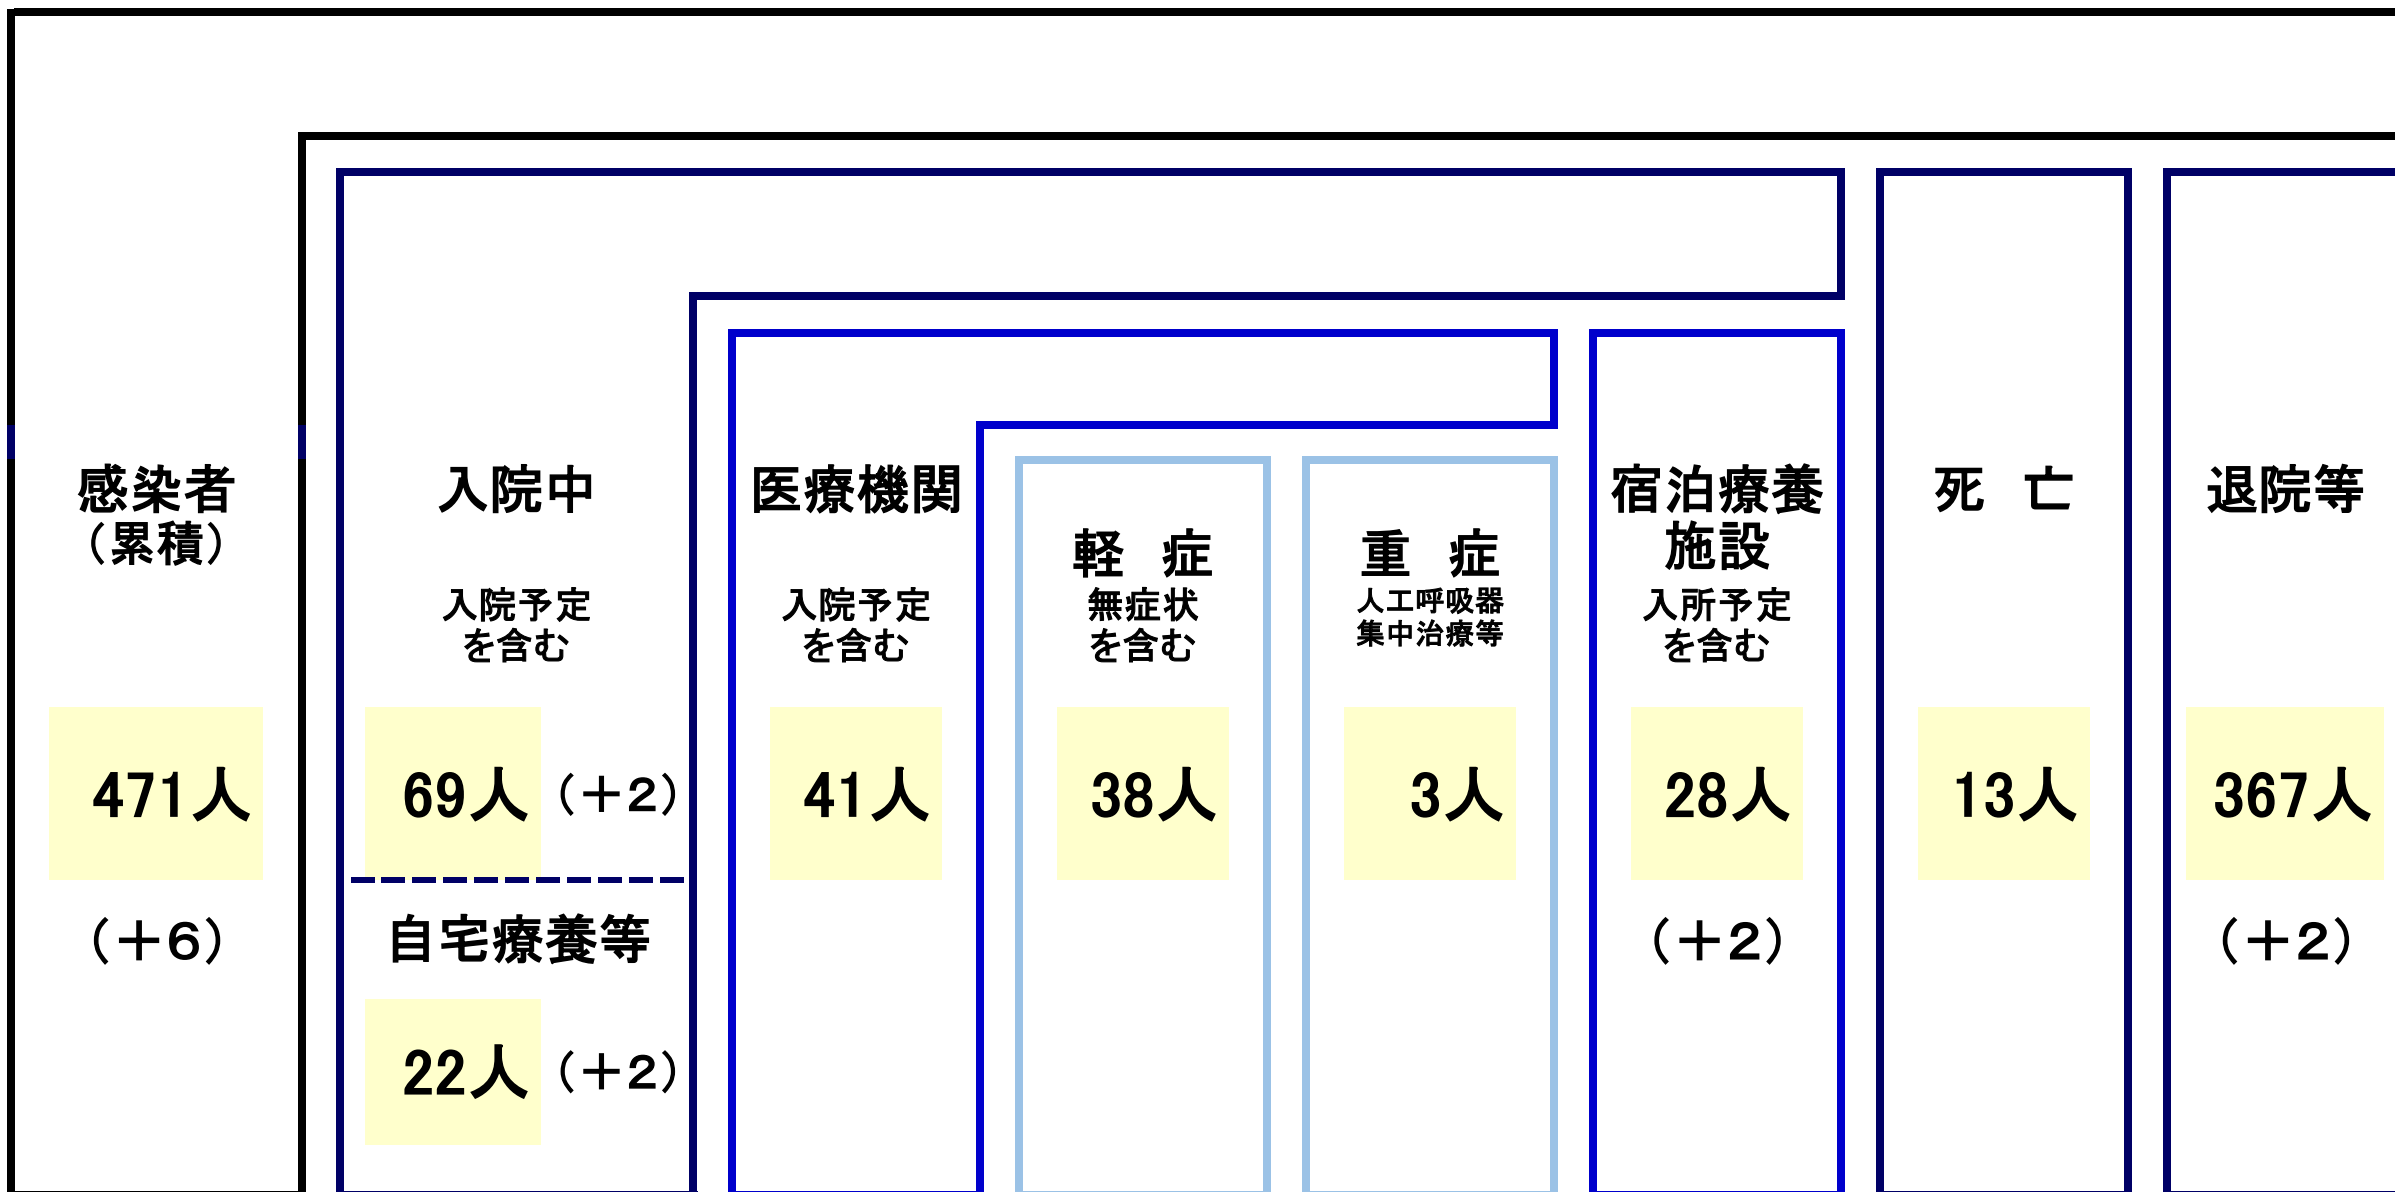 感染者
（累積）
471人
（＋6）
入院中
入院予定
を含む
69人 （＋2）
自宅療養等
22人 （＋2）
医療機関
入院予定
を含む
41人
軽　症
無症状
を含む
38人
重　症
人工呼吸器
集中治療等
3人
宿泊療養
施設
入所予定
を含む
28人
（＋2）
死　亡
13人
退院等
367人
（＋2）